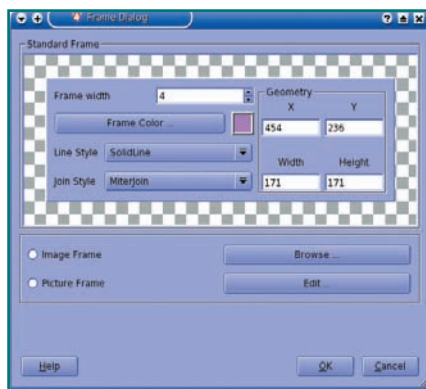 Frame Dialog
Standard Frame
Frame width 4
Frame Color ...
Line Style SolidLine
Join Style MiterJoin
Geometry
X Y
454 236
Width Height
171 171
Image Frame Browse ...
Picture Frame Edit ...
Help OK Cancel